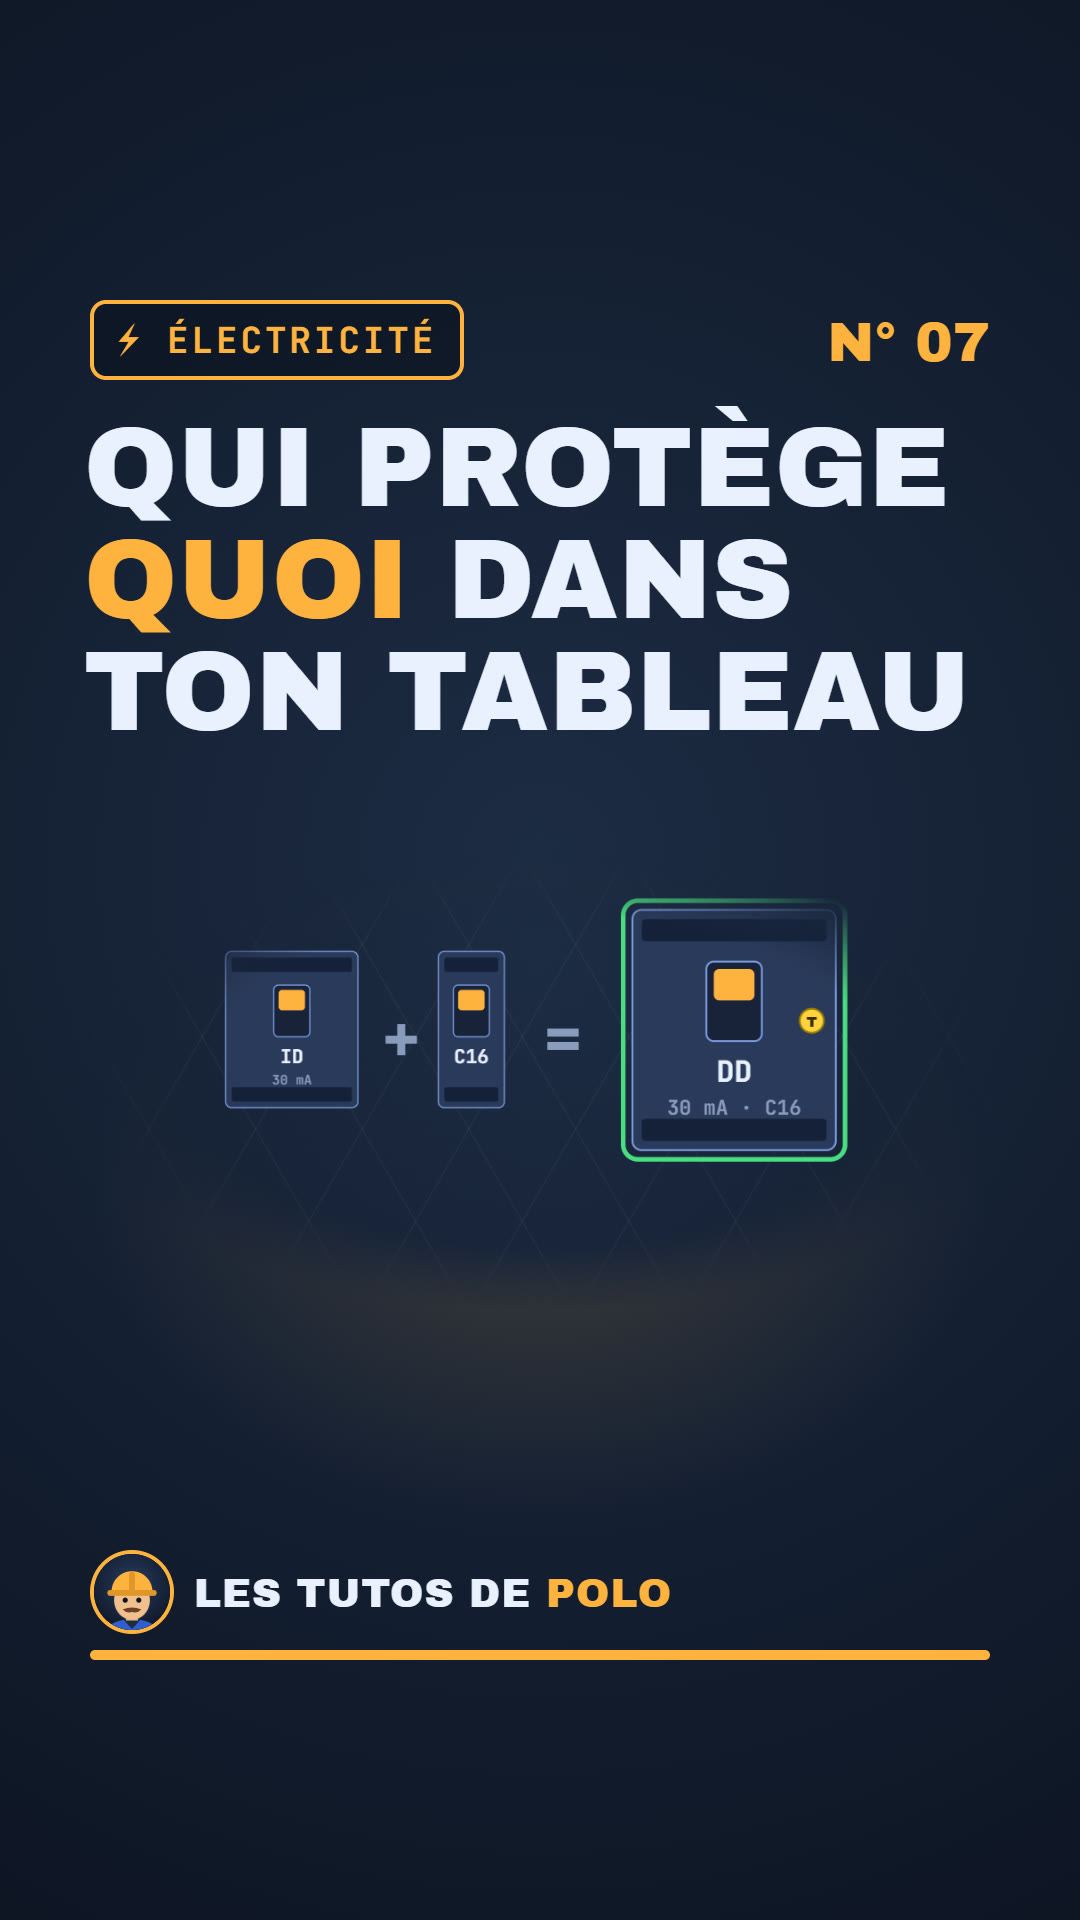 ⚡ ÉLECTRICITÉ
N° 07
QUI PROTÈGE
QUOI DANS
TON TABLEAU
ID
30 mA
+
C16
=
T
DD
30 mA · C16
LES TUTOS DE POLO